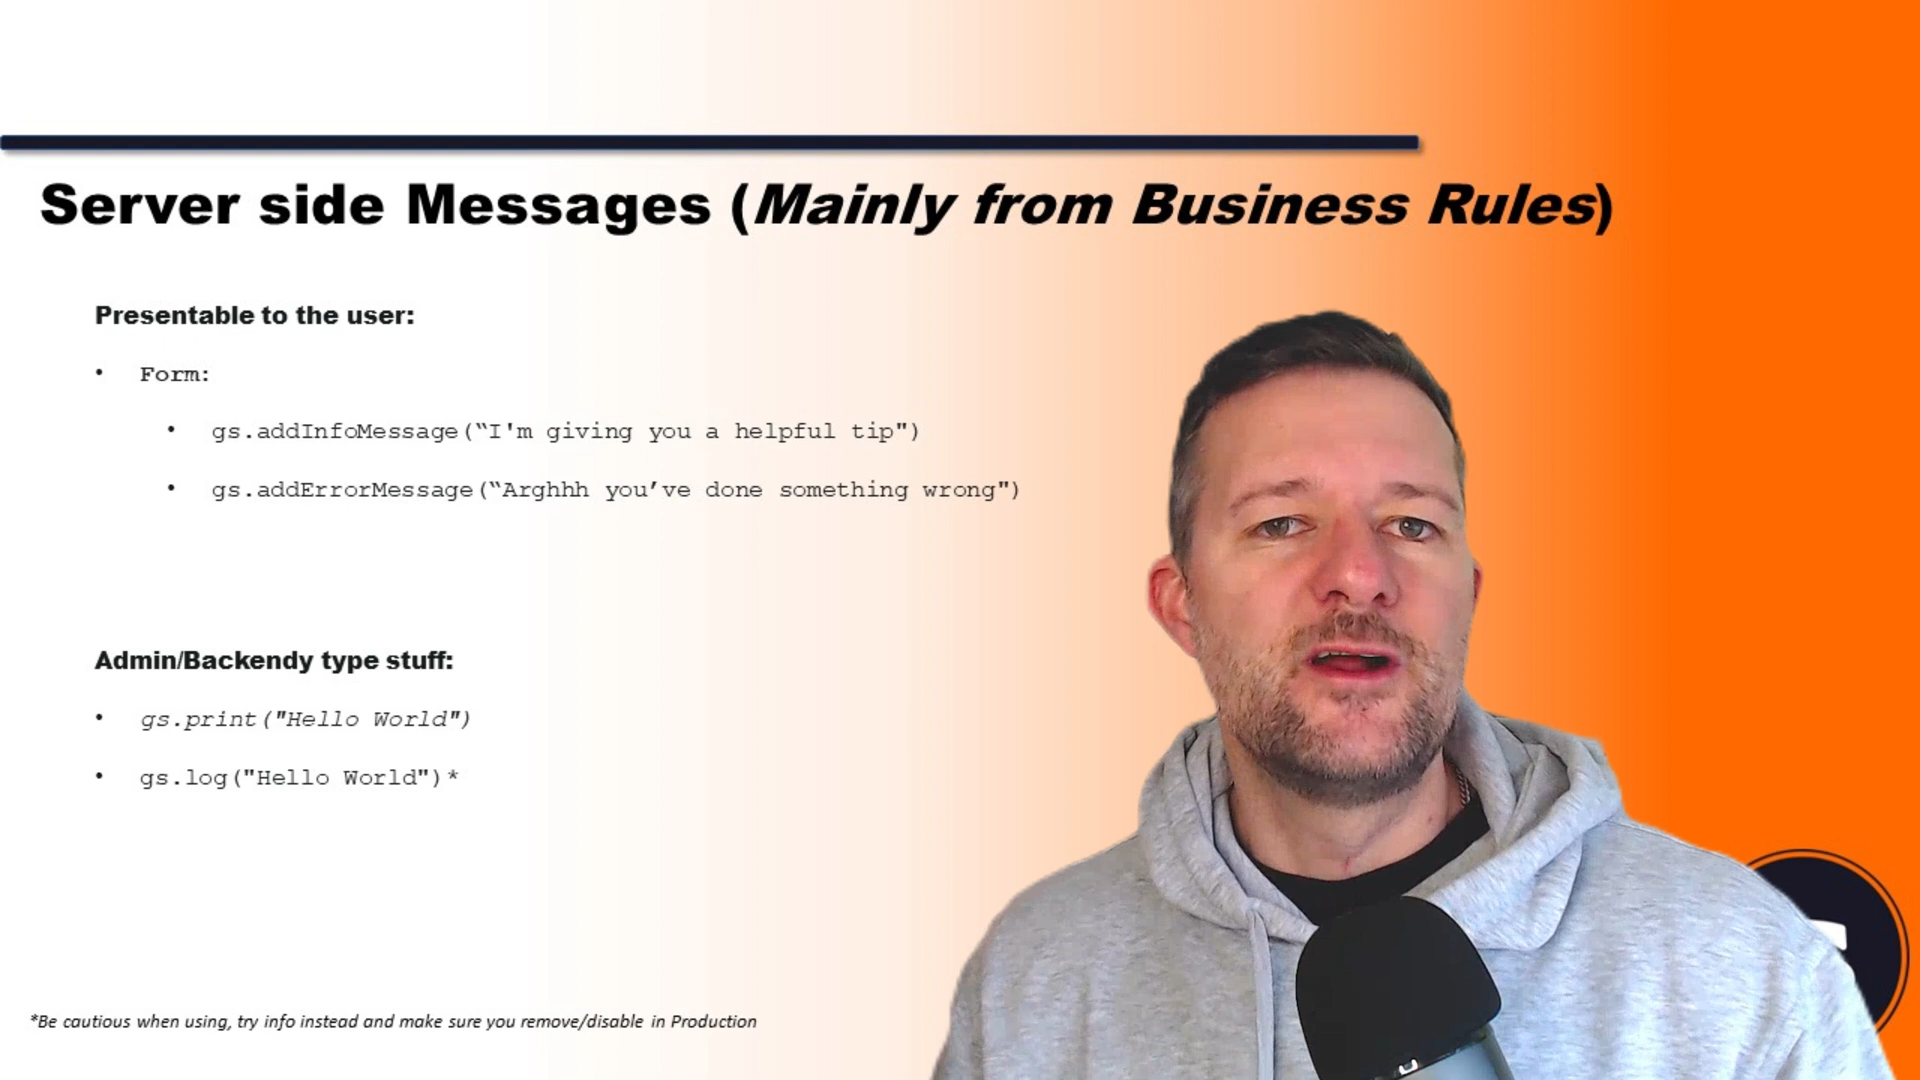 Server side Messages (Mainly from Business Rules)
Presentable to the user:
• Form:
• gs.addInfoMessage(“I'm giving you a helpful tip")
• gs.addErrorMessage(“Arghhh you’ve done something wrong")
Admin/Backendy type stuff:
• gs.print("Hello World")
• gs.log("Hello World")*
*Be cautious when using, try info instead and make sure you remove/disable in Production